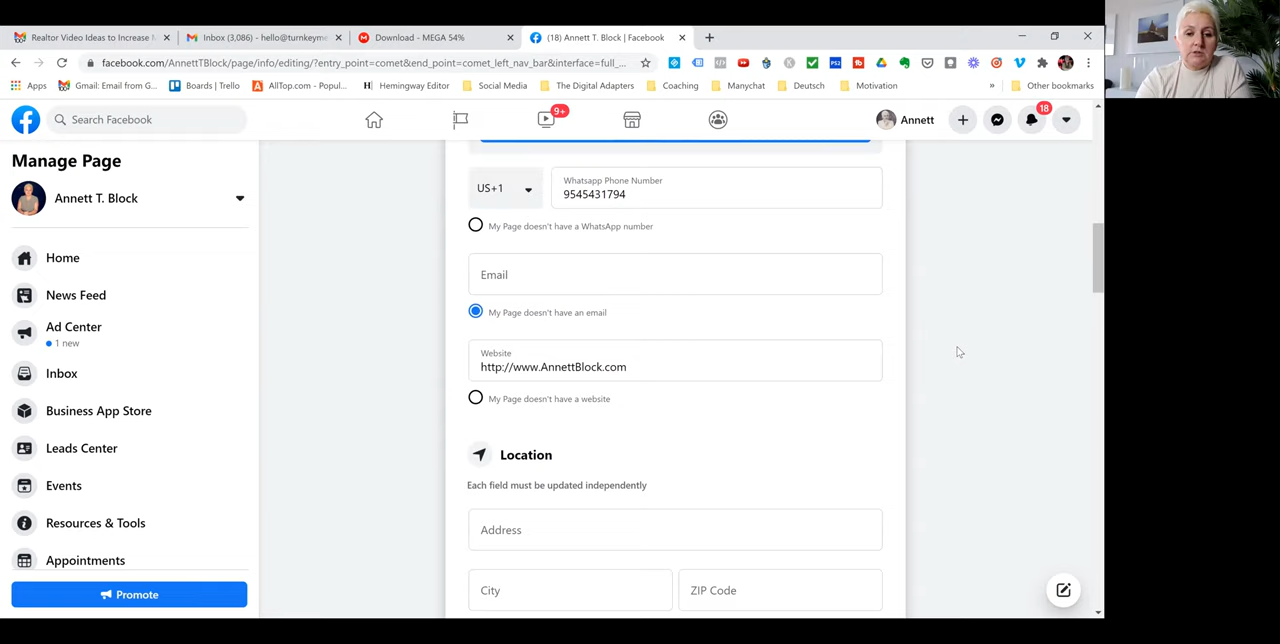 Realtor Video Ideas to Increase
Inbox (3,086) - hello@turnkeyme
Download - MEGA 54%
(18) Annett T. Block | Facebook
facebook.com/AnnettTBlock/page/info/editing/?entry_point=comet&end_point=comet_left_nav_bar&interface=full_...
Apps
Gmail: Email from G...
Boards | Trello
AllTop.com - Popul...
Hemingway Editor
Social Media
The Digital Adapters
Coaching
Manychat
Deutsch
Motivation
»
Other bookmarks
Search Facebook
9+
Annett
18
Manage Page
Annett T. Block
Home
News Feed
Ad Center
1 new
Inbox
Business App Store
Leads Center
Events
Resources & Tools
Appointments
Promote
US+1
Whatsapp Phone Number
9545431794
My Page doesn't have a WhatsApp number
Email
My Page doesn't have an email
Website
http://www.AnnettBlock.com
My Page doesn't have a website
Location
Each field must be updated independently
Address
City
ZIP Code